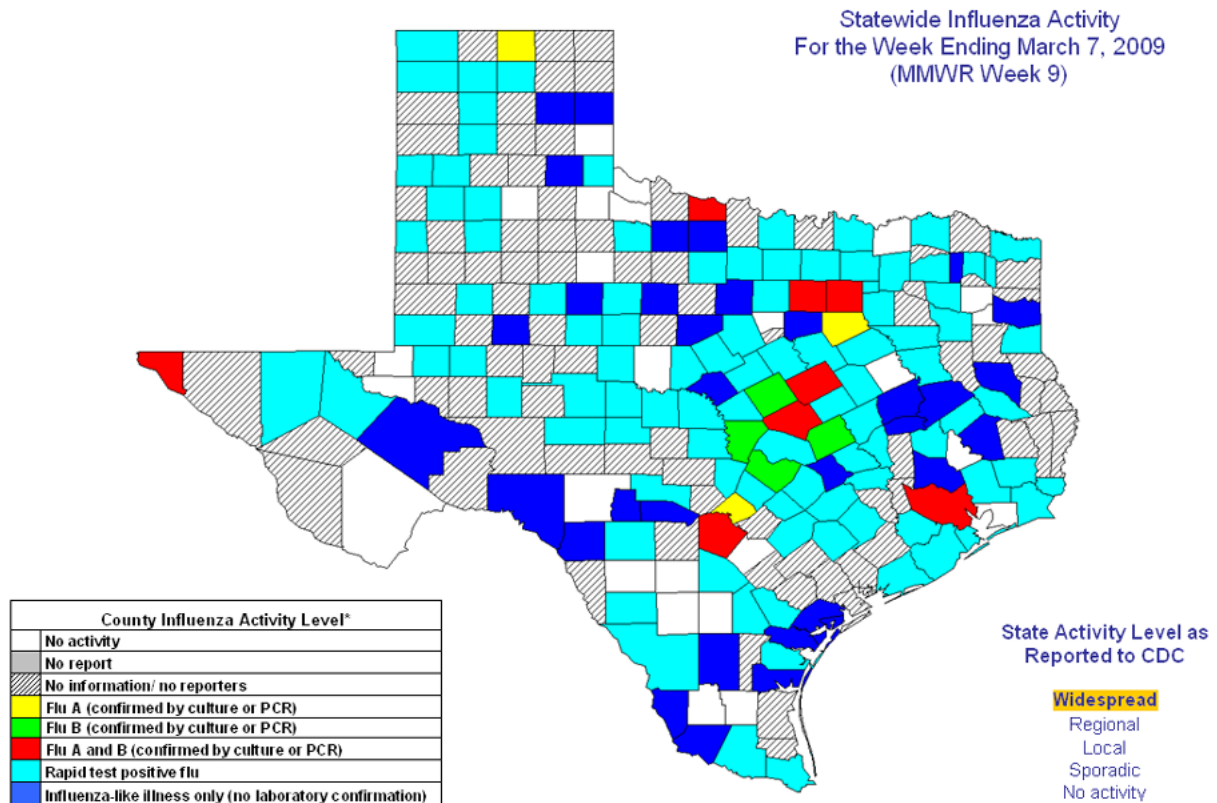 Statewide Influenza Activity
For the Week Ending March 7, 2009
(MMWR Week 9)
County Influenza Activity Level*
No activity
No report
No information/ no reporters
Flu A (confirmed by culture or PCR)
Flu B (confirmed by culture or PCR)
Flu A and B (confirmed by culture or PCR)
Rapid test positive flu
Influenza-like illness only (no laboratory confirmation)
State Activity Level as
Reported to CDC
Widespread
Regional
Local
Sporadic
No activity